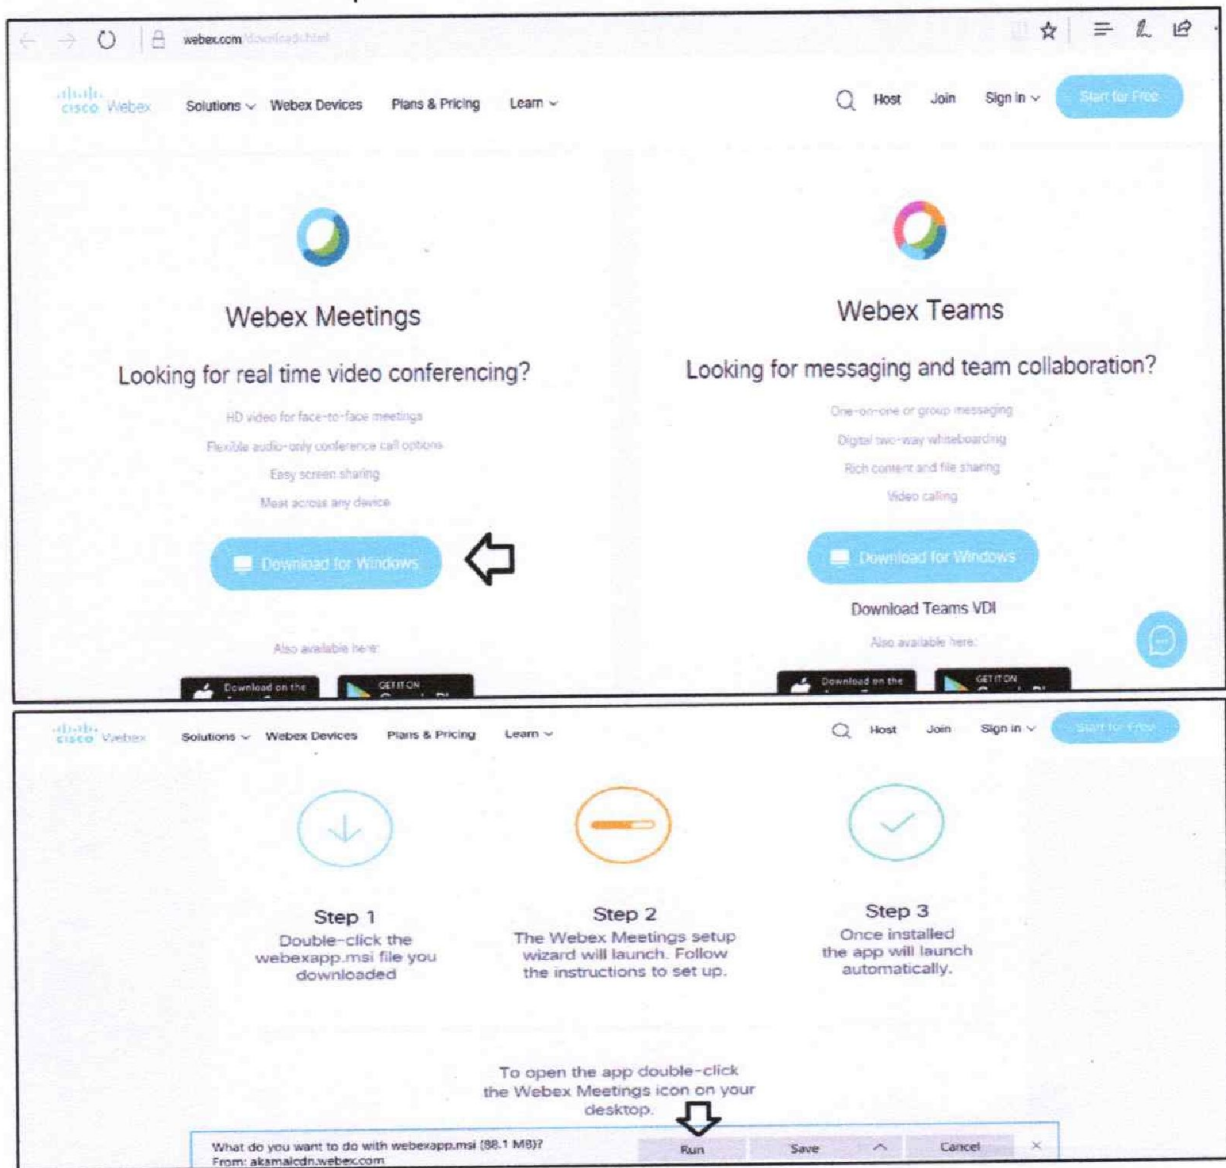 webex.com/downloads.html
cisco Webex Solutions Webex Devices Plans & Pricing Learn Host Join Sign in Start for Free
Webex Meetings
Looking for real time video conferencing?
HD video for face-to-face meetings
Flexible audio-only conference call options
Easy screen sharing
Meet across any device
Download for Windows
Also available here:
Download on the
GET IT ON
Webex Teams
Looking for messaging and team collaboration?
One-on-one or group messaging
Digital two-way whiteboarding
Rich content and file sharing
Video calling
Download for Windows
Download Teams VDI
Also available here:
Download on the
GET IT ON
cisco Webex Solutions Webex Devices Plans & Pricing Learn Host Join Sign in Start for Free
Step 1
Double-click the
webexapp.msi file you
downloaded
Step 2
The Webex Meetings setup
wizard will launch. Follow
the instructions to set up.
Step 3
Once installed
the app will launch
automatically.
To open the app double-click
the Webex Meetings icon on your
desktop.
What do you want to do with webexapp.msi (88.1 MB)?
From: akamaicdn.webex.com
Run Save Cancel